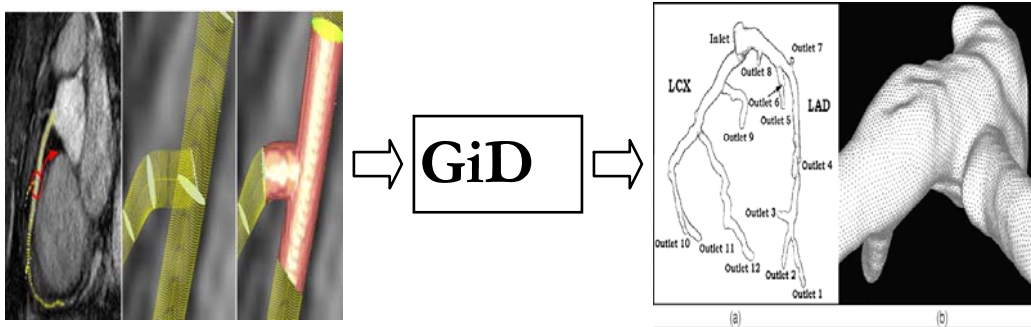 GiD
Inlet
Outlet 7
Outlet 8
LCX
Outlet 6
LAD
Outlet 5
Outlet 9
Outlet 4
Outlet 3
Outlet 10
Outlet 11
Outlet 12
Outlet 2
Outlet 1
(a)
(b)